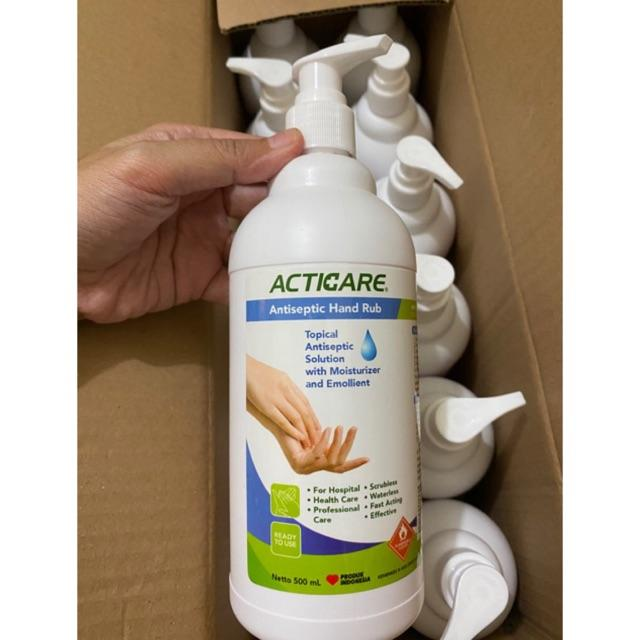 ACTICARE®
Antiseptic Hand Rub
Topical
Antiseptic
Solution
with Moisturizer
and Emollient
• For Hospital
• Health Care
• Professional
Care
• Scrubless
• Waterless
• Fast Acting
• Effective
READY
TO USE
Netto 500 mL
PRODUK
INDONESIA